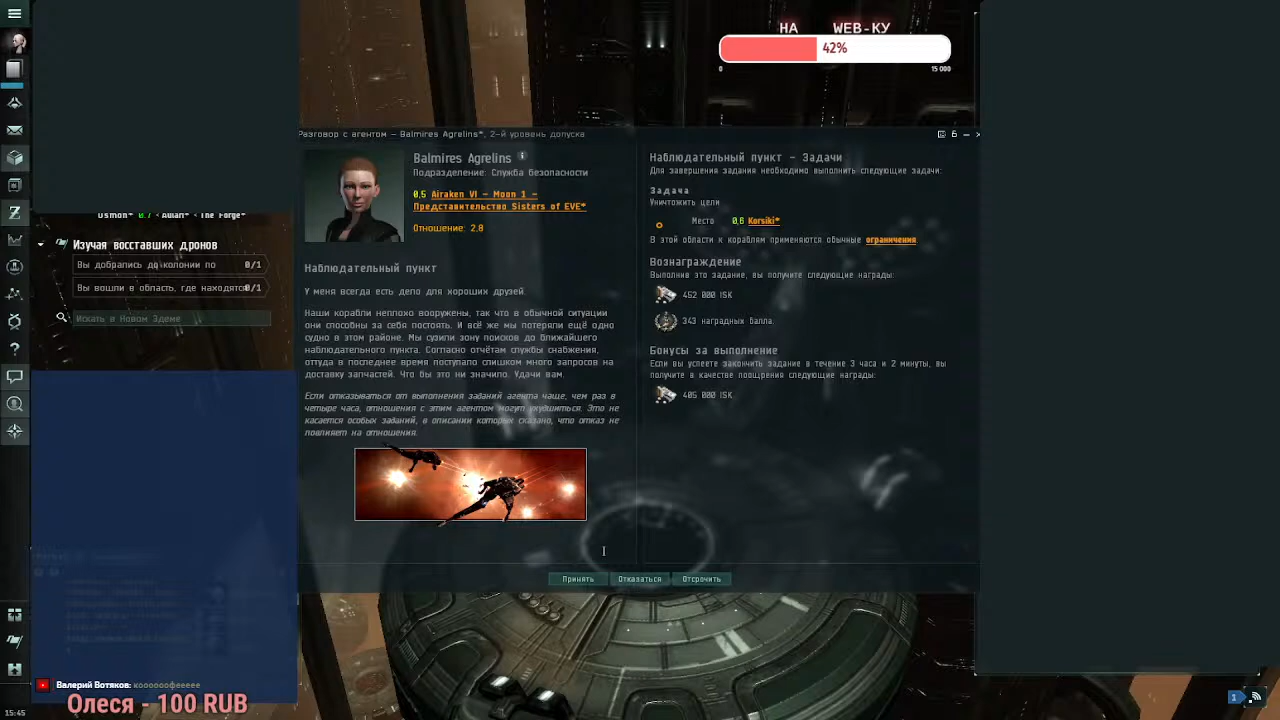 НА WEB-КУ
42%
0 15 000
Разговор с агентом – Balmires Agrelins*, 2-й уровень допуска
Balmires Agrelins
Подразделение: Служба безопасности
0,5 Airaken VI – Moon 1 –
Представительство Sisters of EVE*
Отношение: 2,8
Наблюдательный пункт
У меня всегда есть дело для хороших друзей.
Наши корабли неплохо вооружены, так что в обычной ситуации
они способны за себя постоять. И всё же мы потеряли ещё одно
судно в этом районе. Мы сузили зону поисков до ближайшего
наблюдательного пункта. Согласно отчётам службы снабжения,
оттуда в последнее время поступало слишком много запросов на
доставку запчастей. Что бы это ни значило. Удачи вам.
Если отказываться от выполнения заданий агента чаще, чем раз в
четыре часа, отношения с этим агентом могут ухудшиться. Это не
касается особых заданий, в описании которых сказано, что отказ не
повлияет на отношения.
Наблюдательный пункт – Задачи
Для завершения задания необходимо выполнить следующие задачи:
Задача
Уничтожить цели
Место 0,6 Korsiki*
В этой области к кораблям применяются обычные ограничения
Вознаграждение
Выполнив это задание, вы получите следующие награды:
452 000 ISK
343 наградных балла.
Бонусы за выполнение
Если вы успеете закончить задание в течение 3 часа и 2 минуты, вы
получите в качестве поощрения следующие награды:
405 000 ISK
Принять Отказаться Отсрочить
Osmon* 0.7 < Aulan* < The Forge*
Изучая восставших дронов
Вы добрались до колонии по 0/1
Вы вошли в область, где находятся 0/1
Искать в Новом Эдеме
Валерий Вотяков: коооооофеееее
Олеся - 100 RUB
15:45
1